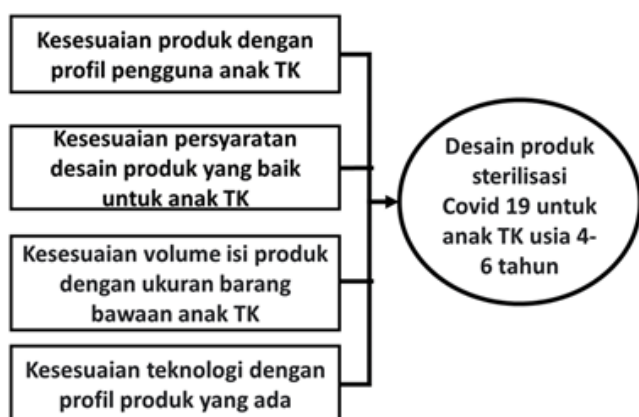 Kesesuaian produk dengan
profil pengguna anak TK
Kesesuaian persyaratan
desain produk yang baik
untuk anak TK
Kesesuaian volume isi produk
dengan ukuran barang
bawaan anak TK
Kesesuaian teknologi dengan
profil produk yang ada
Desain produk
sterilisasi
Covid 19 untuk
anak TK usia 4-
6 tahun